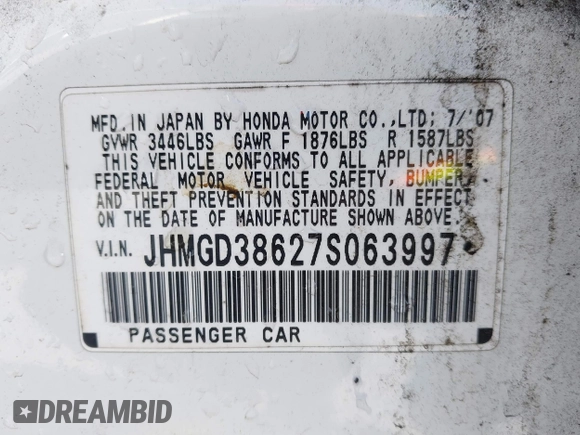 MFD. IN JAPAN BY HONDA MOTOR CO.,LTD; 7/'07
GVWR 3446LBS GAWR F 1876LBS R 1587LBS
THIS VEHICLE CONFORMS TO ALL APPLICABLE
FEDERAL MOTOR VEHICLE SAFETY, BUMPER,
AND THEFT PREVENTION STANDARDS IN EFFECT
ON THE DATE OF MANUFACTURE SHOWN ABOVE.
V.I.N. JHMGD38627S063997
PASSENGER CAR
DREAMBID